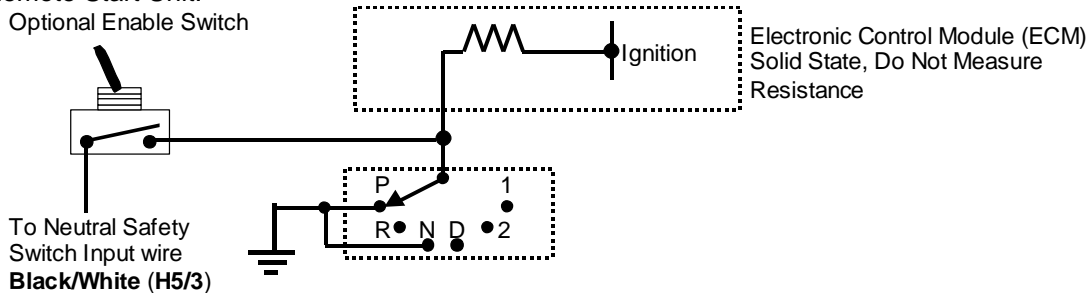 Optional Enable Switch
Ignition
Electronic Control Module (ECM)
Solid State, Do Not Measure
Resistance
P
1
R
N
D
2
To Neutral Safety
Switch Input wire
Black/White (H5/3)